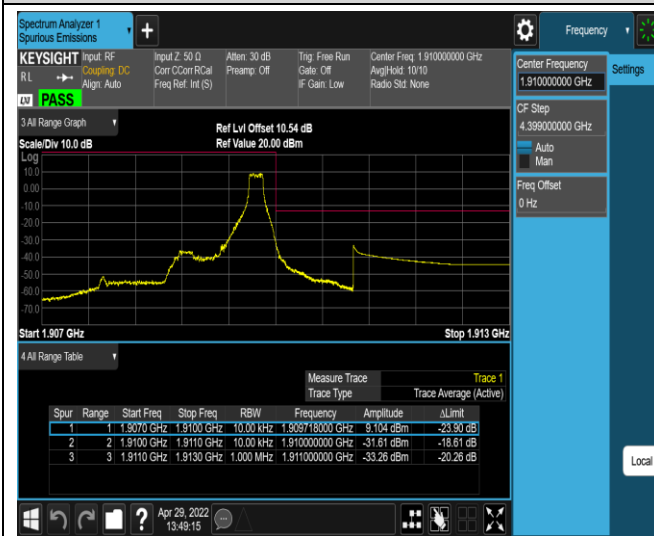 Spectrum Analyzer 1
Spurious Emissions
Frequency
KEYSIGHT Input: RF Input Z: 50 Ω Atten: 30 dB Trig: Free Run Center Freq: 1.910000000 GHz
RL Coupling: DC Corr CCorr RCal Preamp: Off Gate: Off Avg|Hold: 10/10
Align: Auto Freq Ref: Int (S) IF Gain: Low Radio Std: None
LXI PASS
Center Frequency
1.910000000 GHz
Settings
CF Step
4.399000000 GHz
Auto
Man
Freq Offset
0 Hz
3 All Range Graph
Ref Lvl Offset 10.54 dB
Scale/Div 10.0 dB Ref Value 20.00 dBm
Log
10.0
0.00
-10.0
-20.0
-30.0
-40.0
-50.0
-60.0
-70.0
Start 1.907 GHz Stop 1.913 GHz
4 All Range Table
Measure Trace Trace 1
Trace Type Trace Average (Active)
Spur Range Start Freq Stop Freq RBW Frequency Amplitude ΔLimit
1 1 1.9070 GHz 1.9100 GHz 10.00 kHz 1.909718000 GHz 9.104 dBm -23.90 dB
2 2 1.9100 GHz 1.9110 GHz 10.00 kHz 1.910000000 GHz -31.61 dBm -18.61 dB
3 3 1.9110 GHz 1.9130 GHz 1.000 MHz 1.911000000 GHz -33.26 dBm -20.26 dB
Local
Apr 29, 2022
13:49:15